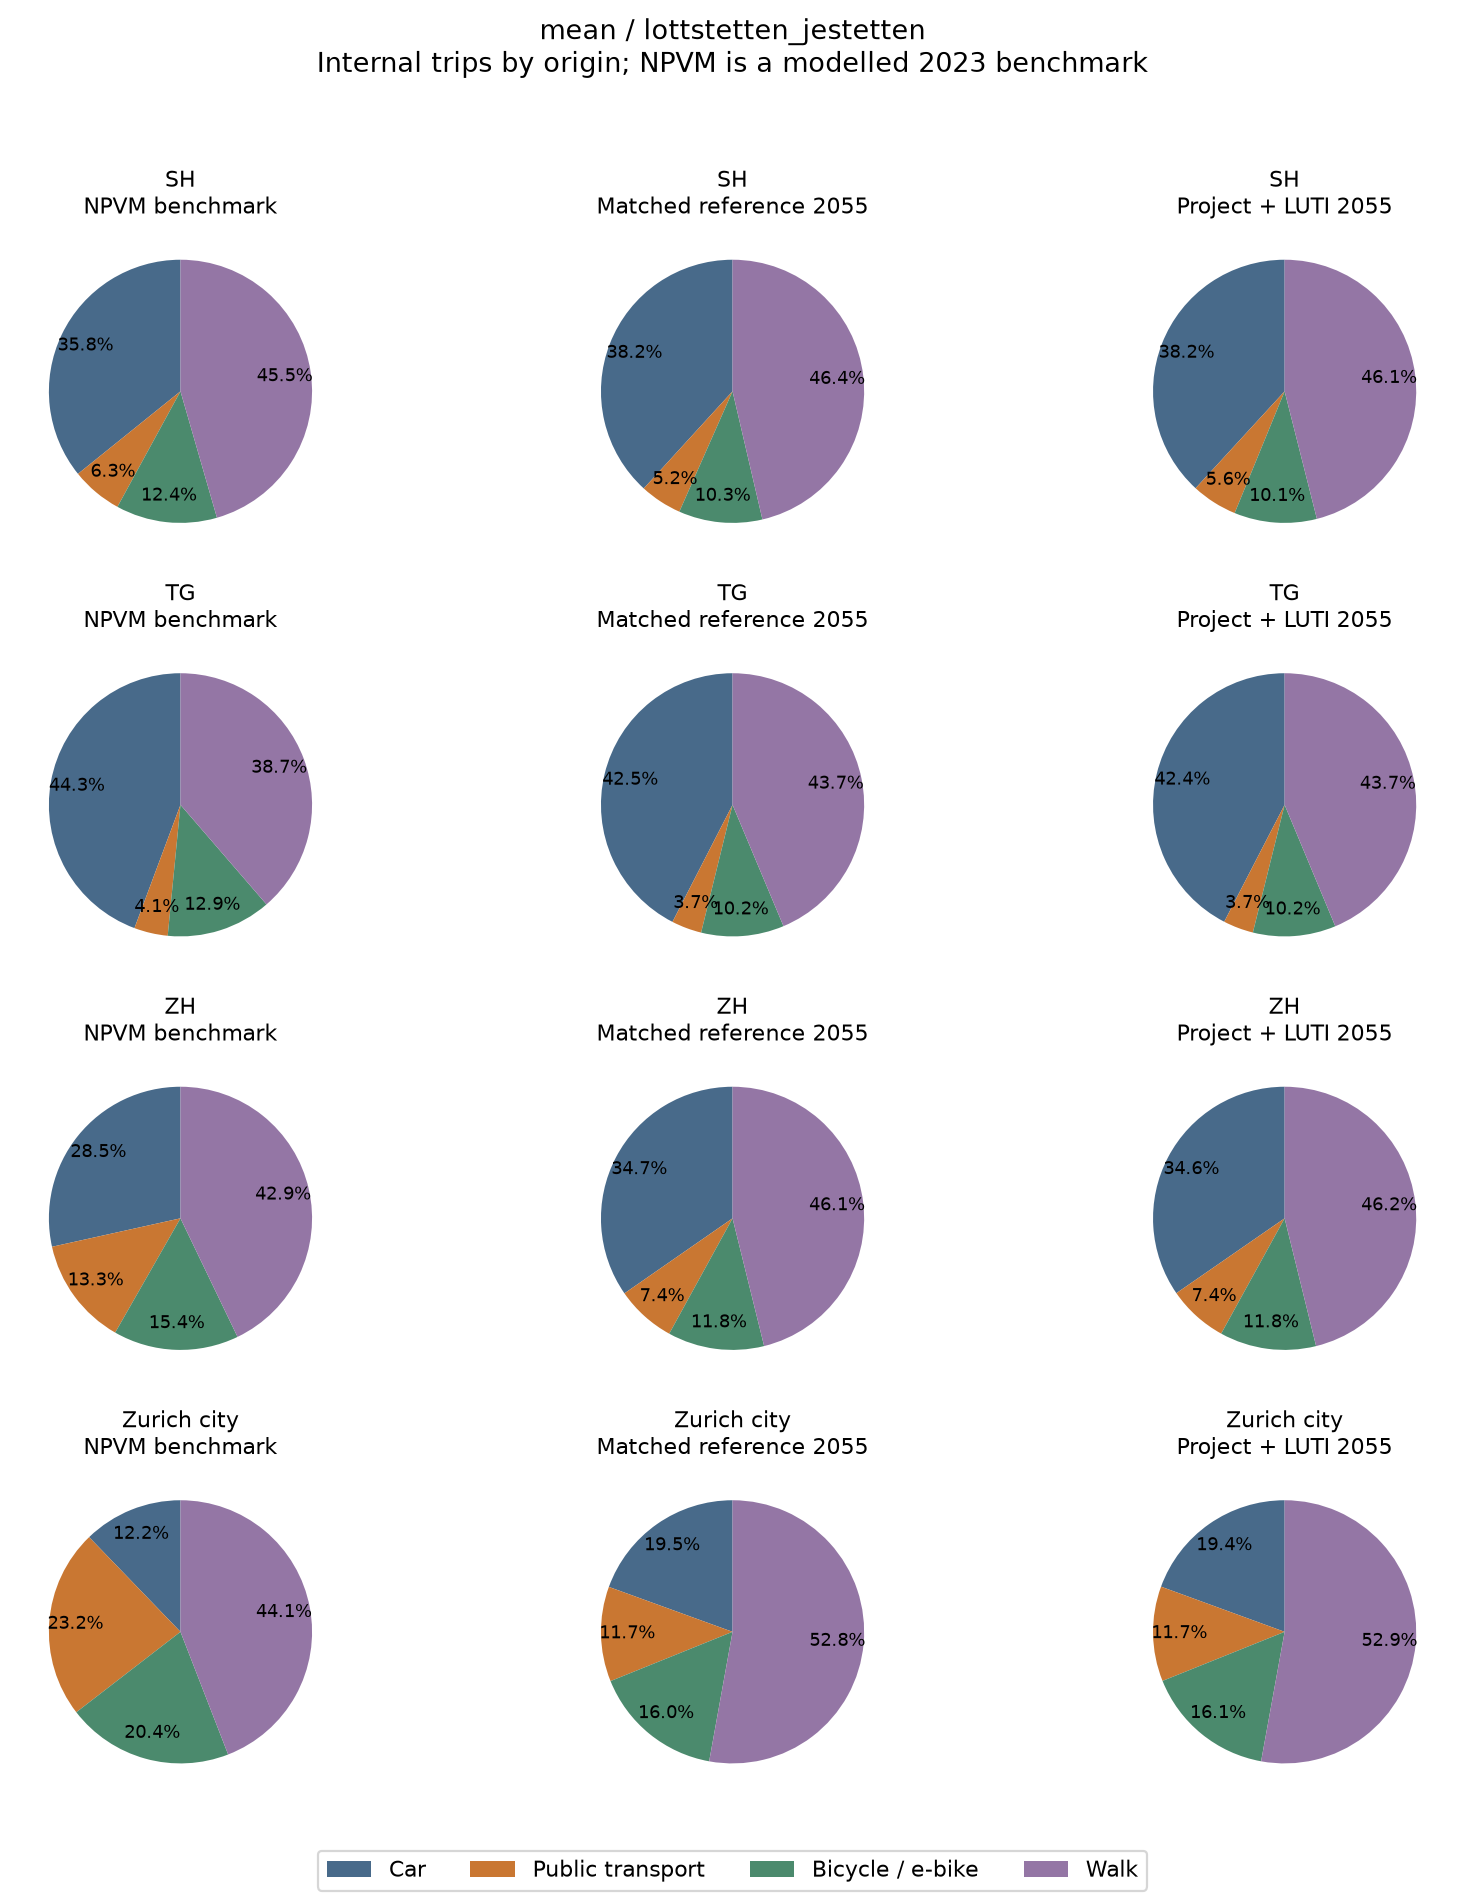 mean / lottstetten_jestetten
Internal trips by origin; NPVM is a modelled 2023 benchmark
SH
NPVM benchmark
35.8%
45.5%
6.3%
12.4%
SH
Matched reference 2055
38.2%
46.4%
5.2%
10.3%
SH
Project + LUTI 2055
38.2%
46.1%
5.6%
10.1%
TG
NPVM benchmark
44.3%
38.7%
4.1%
12.9%
TG
Matched reference 2055
42.5%
43.7%
3.7%
10.2%
TG
Project + LUTI 2055
42.4%
43.7%
3.7%
10.2%
ZH
NPVM benchmark
28.5%
42.9%
13.3%
15.4%
ZH
Matched reference 2055
34.7%
46.1%
7.4%
11.8%
ZH
Project + LUTI 2055
34.6%
46.2%
7.4%
11.8%
Zurich city
NPVM benchmark
12.2%
44.1%
23.2%
20.4%
Zurich city
Matched reference 2055
19.5%
52.8%
11.7%
16.0%
Zurich city
Project + LUTI 2055
19.4%
52.9%
11.7%
16.1%
Car
Public transport
Bicycle / e-bike
Walk